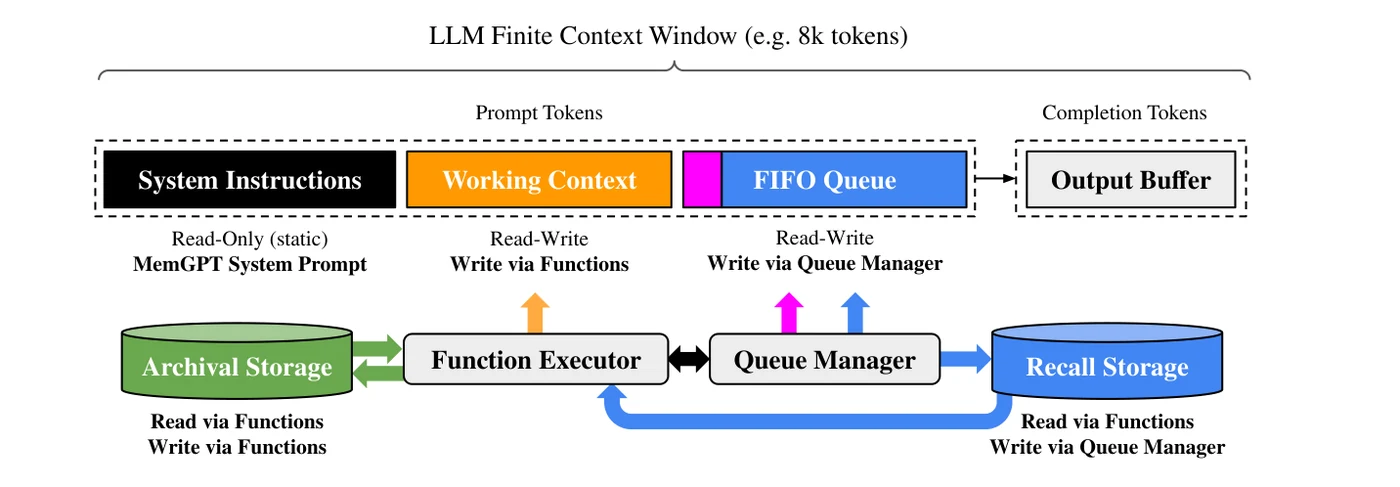 LLM Finite Context Window (e.g. 8k tokens)
Prompt Tokens
Completion Tokens
System Instructions
Working Context
FIFO Queue
Output Buffer
Read-Only (static)
MemGPT System Prompt
Read-Write
Write via Functions
Read-Write
Write via Queue Manager
Archival Storage
Function Executor
Queue Manager
Recall Storage
Read via Functions
Write via Functions
Read via Functions
Write via Queue Manager